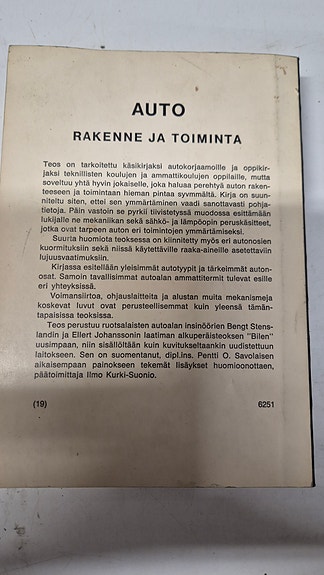 AUTO
RAKENNE JA TOIMINTA
Teos on tarkoitettu käsikirjaksi autokorjaamoille ja oppikir-
jaksi teknillisten koulujen ja ammattikoulujen oppilaille, mutta
soveltuu yhtä hyvin jokaiselle, joka haluaa perehtyä auton raken-
teeseen ja toimintaan hieman pintaa syvmmältä. Kirja on suun-
niteltu siten, ettei sen ymmärtäminen vaadi sanottavasti pohja-
tietoja. Päin vastoin se pyrkii tiivistetyssä muodossa esittämään
lukijalle ne mekaniikan sekä sähkö- ja lämpöopin peruskäsitteet,
jotka ovat tarpeen auton eri toimintojen ymmärtämiseksi.
Suurta huomiota teoksessa on kiinnitetty myös eri autonosien
kuormituksiin sekä niissä käytettäville raaka-aineille asetettaviin
lujuusvaatimuksiin.
Kirjassa esitellään yleisimmät autotyypit ja tärkeimmät auton-
osat. Samoin tavallisimmat autoalan ammattitermit tulevat esille
eri yhteyksissä.
Voimansiirtoa, ohjauslaitteita ja alustan muita mekanismeja
koskevat luvut ovat perusteellisemmat kuin yleensä tämän-
tapaisissa teoksissa.
Teos perustuu ruotsalaisten autoalan insinöörien Bengt Stens-
landin ja Eilert Johanssonin laatiman alkuperäisteoksen "Bilen"
uusimpaan, niin sisällöltään kuin kuvitukseltaankin uudistettuun
laitokseen. Sen on suomentanut, dipl.ins. Pentti O. Savolaisen
aikaisempaan painokseen tekemät lisäykset huomioonottaen,
päätoimittaja Ilmo Kurki-Suonio.
(19) 6251